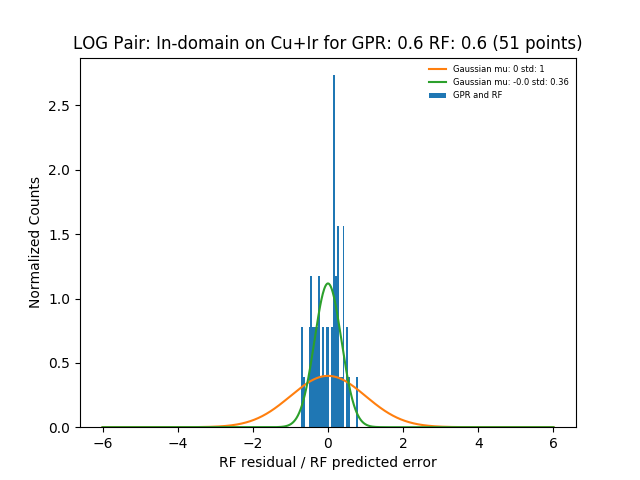 LOG Pair: In-domain on Cu+Ir for GPR: 0.6 RF: 0.6 (51 points)
Gaussian mu: 0 std: 1
Gaussian mu: -0.0 std: 0.36
GPR and RF
Normalized Counts
2.5
2.0
1.5
1.0
0.5
0.0
−6 −4 −2 0 2 4 6
RF residual / RF predicted error